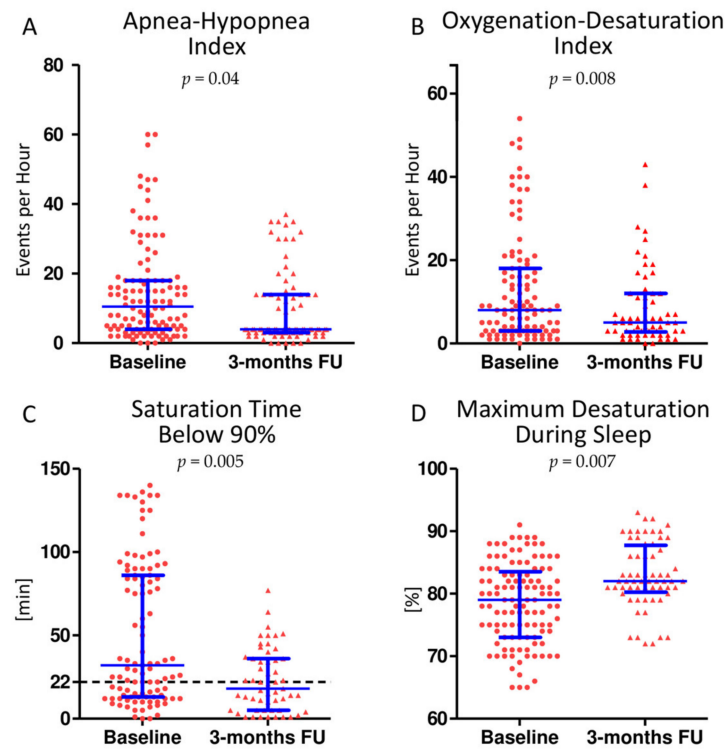 A
Apnea-Hypopnea
Index
p = 0.04
Events per Hour
80
60
40
20
0
Baseline
3-months FU
B
Oxygenation-Desaturation
Index
p = 0.008
Events per Hour
60
40
20
0
Baseline
3-months FU
C
Saturation Time
Below 90%
p = 0.005
[min]
150
100
50
22
0
Baseline
3-months FU
D
Maximum Desaturation
During Sleep
p = 0.007
[%]
100
90
80
70
60
Baseline
3-months FU